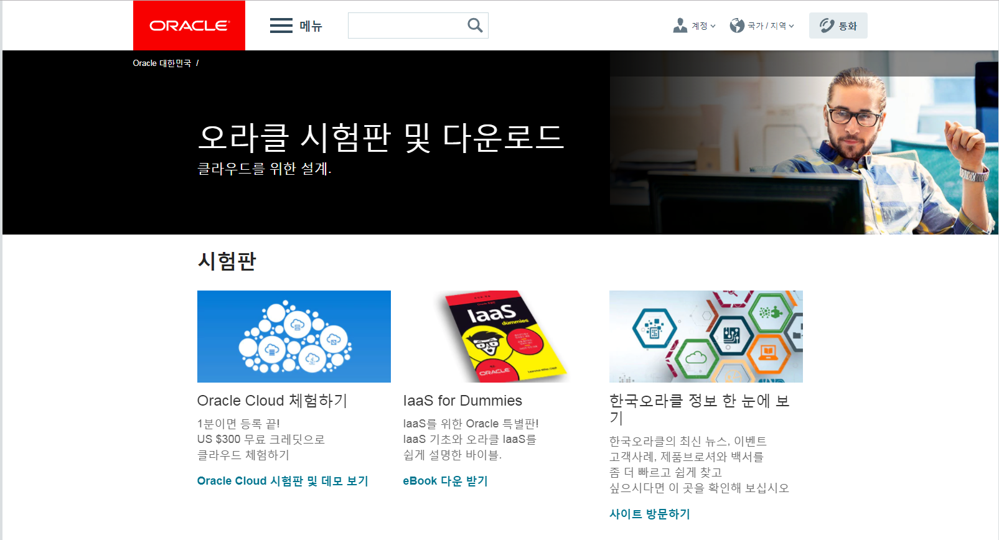 ORACLE
메뉴
계정
국가 / 지역
통화
Oracle 대한민국 /
오라클 시험판 및 다운로드
클라우드를 위한 설계.
시험판
IaaS
dummies
ORACLE
Oracle Cloud 체험하기
1분이면 등록 끝!
US $300 무료 크레딧으로
클라우드 체험하기
Oracle Cloud 시험판 및 데모 보기
IaaS for Dummies
IaaS를 위한 Oracle 특별판!
IaaS 기초와 오라클 IaaS를
쉽게 설명한 바이블.
eBook 다운 받기
한국오라클 정보 한 눈에 보
기
한국오라클의 최신 뉴스, 이벤트
고객사례, 제품브로셔와 백서를
좀 더 빠르고 쉽게 찾고
싶으시다면 이 곳을 확인해 보십시오
사이트 방문하기